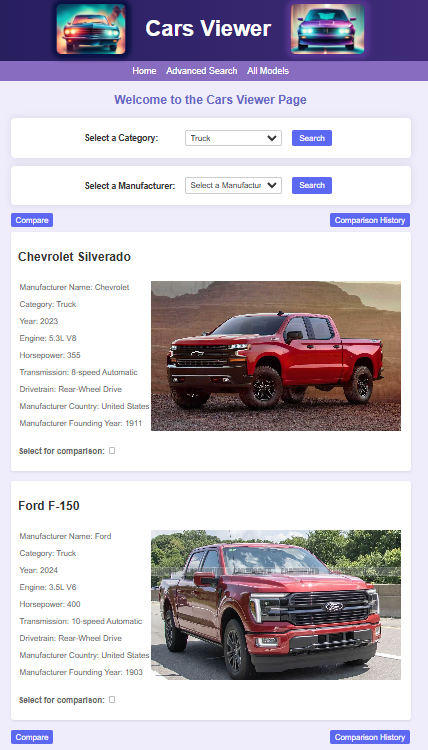 Cars Viewer
Home Advanced Search All Models
Welcome to the Cars Viewer Page
Select a Category: Truck Search
Select a Manufacturer: Select a Manufactur Search
Compare Comparison History
Chevrolet Silverado
Manufacturer Name: Chevrolet
Category: Truck
Year: 2023
Engine: 5.3L V8
Horsepower: 355
Transmission: 8-speed Automatic
Drivetrain: Rear-Wheel Drive
Manufacturer Country: United States
Manufacturer Founding Year: 1911
Select for comparison:
Ford F-150
Manufacturer Name: Ford
Category: Truck
Year: 2024
Engine: 3.5L V6
Horsepower: 400
Transmission: 10-speed Automatic
Drivetrain: Rear-Wheel Drive
Manufacturer Country: United States
Manufacturer Founding Year: 1903
Ford
Select for comparison:
Compare Comparison History